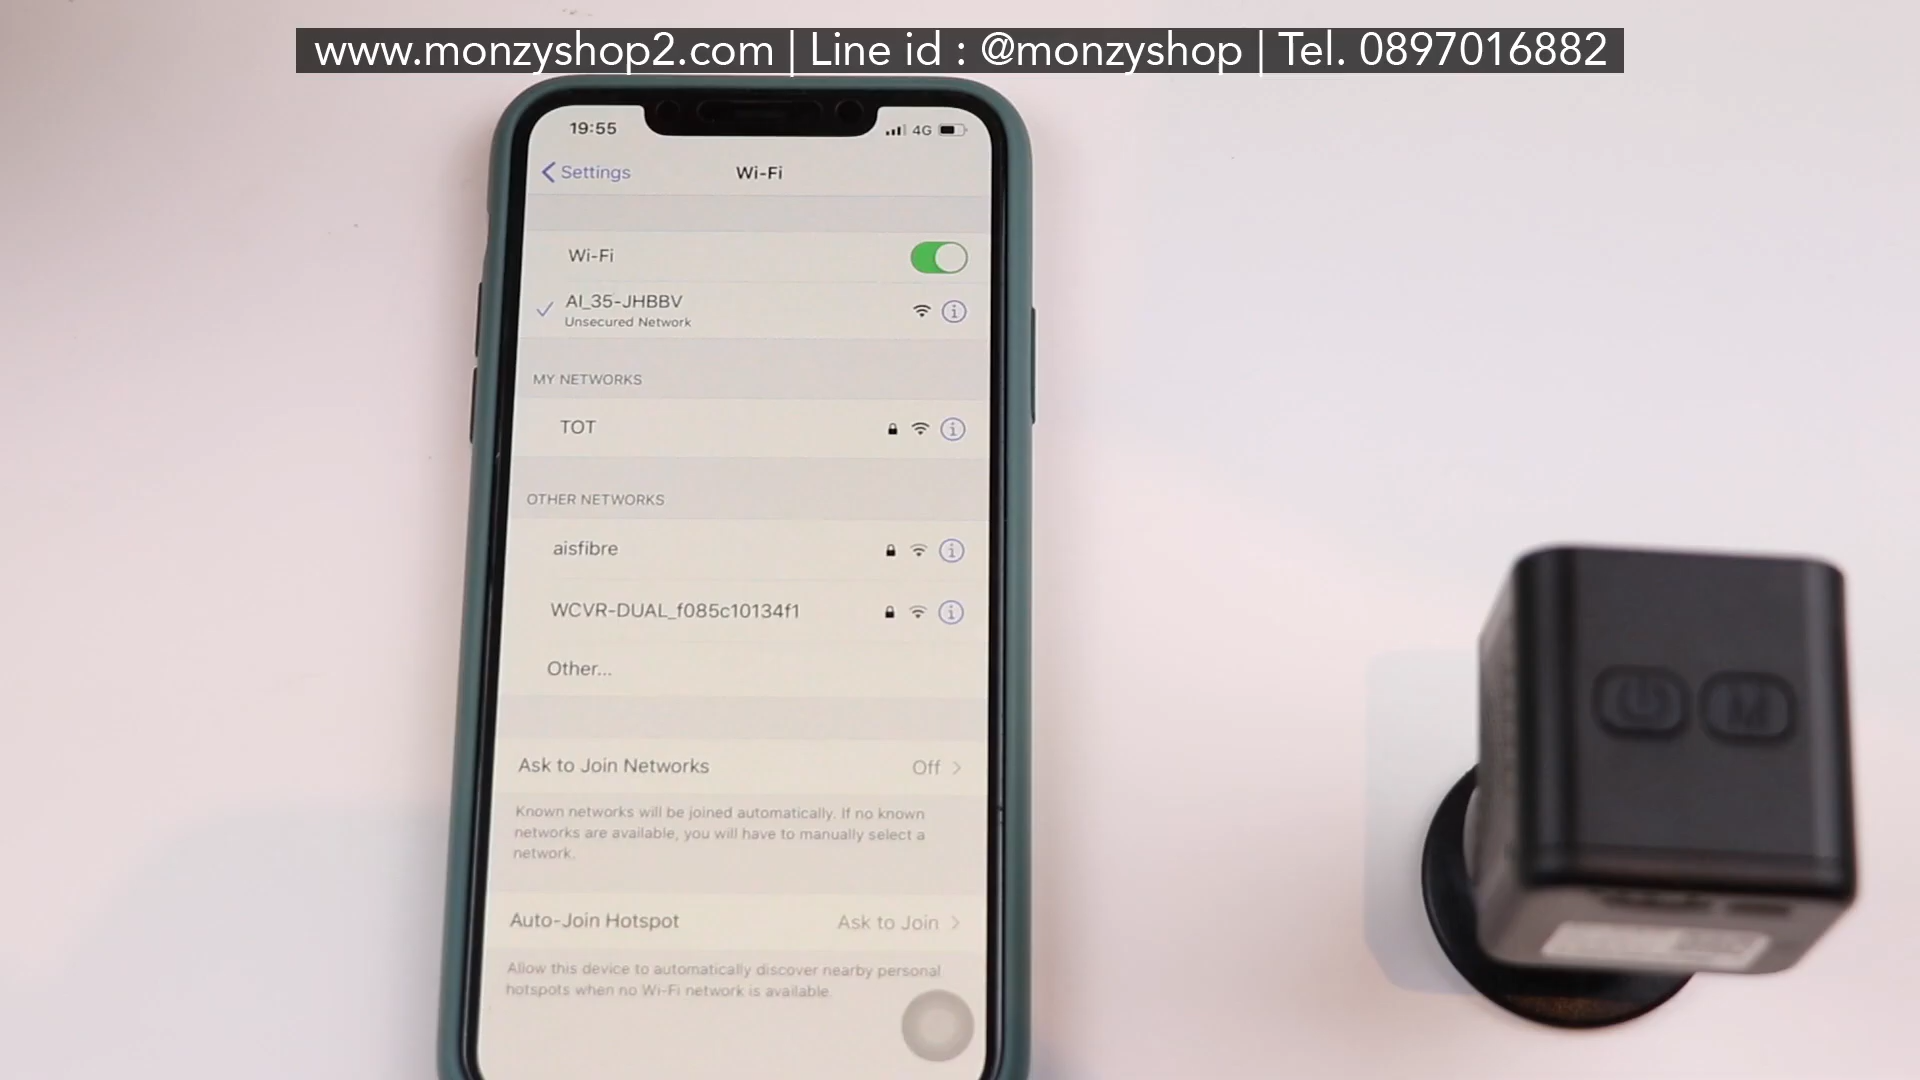 www.monzyshop2.com | Line id : @monzyshop | Tel. 0897016882
19:55
4G
Settings
Wi-Fi
Wi-Fi
AI_35-JHBBV
Unsecured Network
MY NETWORKS
TOT
OTHER NETWORKS
aisfibre
WCVR-DUAL_f085c10134f1
Other...
Ask to Join Networks
Off
Known networks will be joined automatically. If no known
networks are available, you will have to manually select a
network.
Auto-Join Hotspot
Ask to Join
Allow this device to automatically discover nearby personal
hotspots when no Wi-Fi network is available.
M